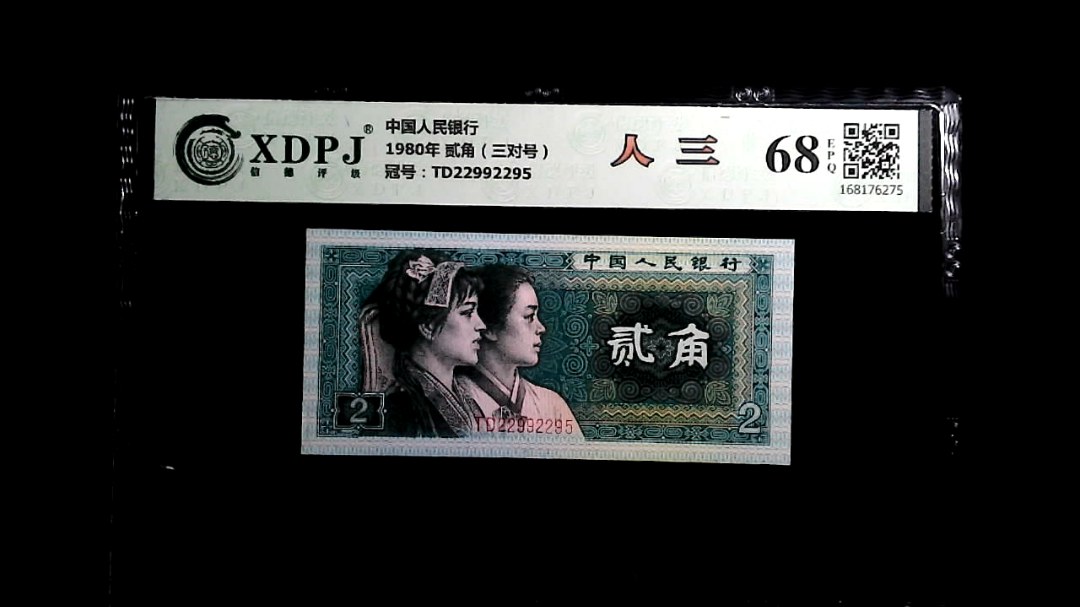 XDPJ®
信德评级
中国人民银行
1980年 贰角（三对号）
冠号：TD22992295
人三
68
EPQ
168176275
中国人民银行
贰角
2
2
TD22992295